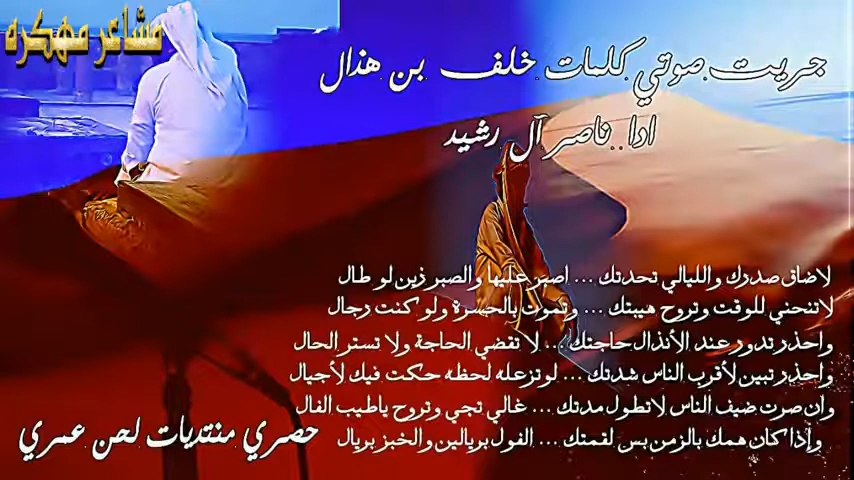 مشاعر مهكره
جريت صوتي كلمات خلف بن هذال
ادا ناصر آل رشيد
لاضاق صدرك والليالي تحدتك ... اصبر عليها والصبر زين لو طال
لاتنحني للوقت وتروح هيبتك ... وتموت بالحسرة ولو كنت رجال
واحذر تدور عند الأنذال حاجتك ... لا تقضي الحاجة ولا تستر الحال
واحذر تبين لأقرب الناس شدتك ... لوتزعله لحظه حكت فيك لأجيال
وان صرت ضيف الناس لاتطول مدتك ... غالي تجي وتروح ياطيب الفال
وإذا كان همك بالزمن بس لقمتك ... الفول بريالين والخبز بريال
حصري منتديات لحن عمري